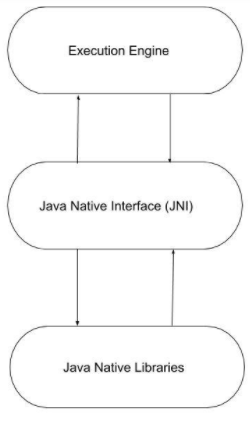 Execution Engine
Java Native Interface (JNI)
Java Native Libraries